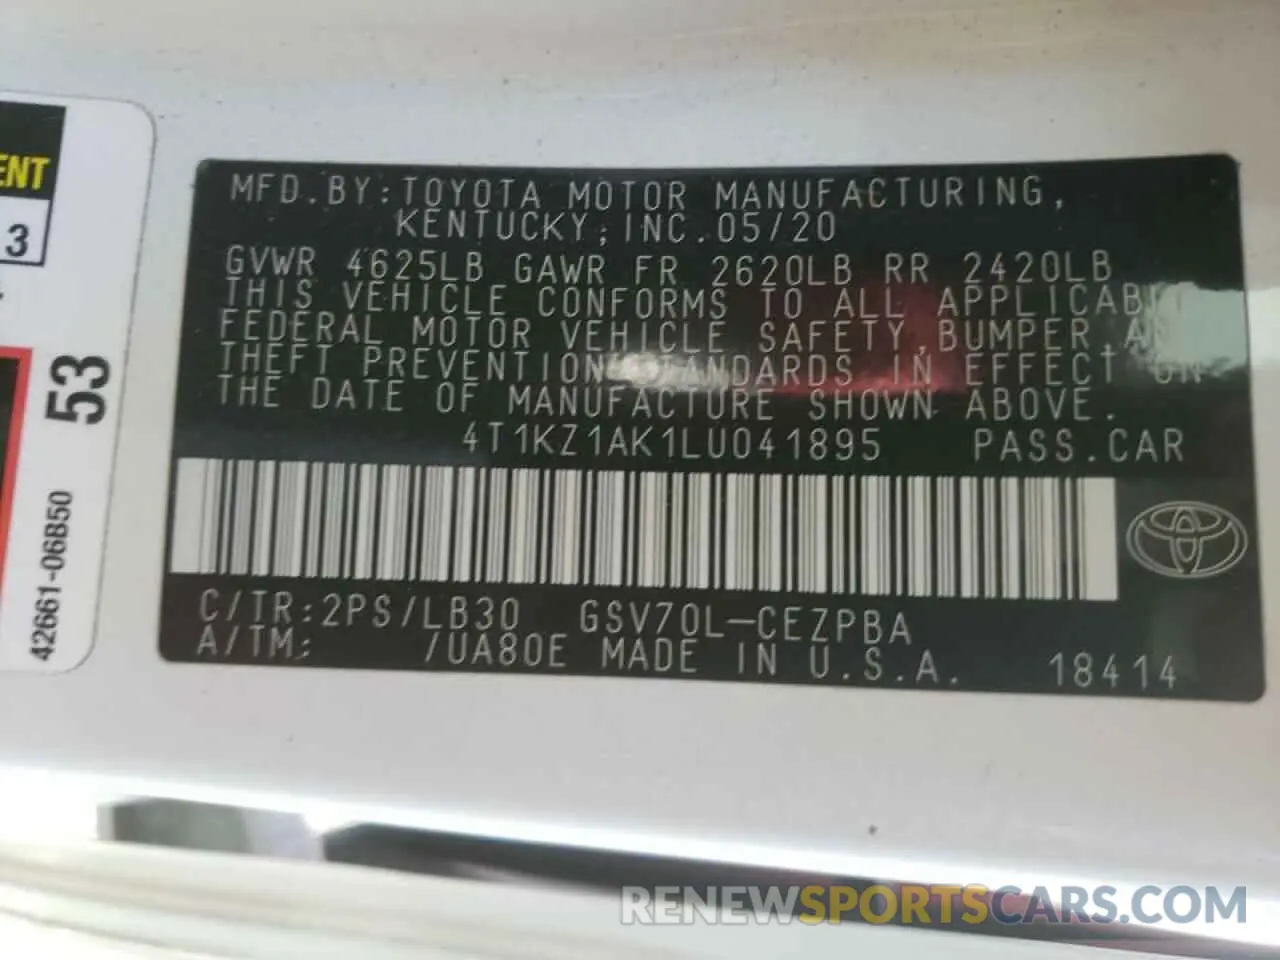 ENT
3
53
42661-06B50
MFD.BY:TOYOTA MOTOR MANUFACTURING,
KENTUCKY, INC. 05/20
GVWR 4625LB GAWR FR 2620LB RR 2420LB
THIS VEHICLE CONFORMS TO ALL APPLICABLE
FEDERAL MOTOR VEHICLE SAFETY,BUMPER,AND
THEFT PREVENTION STANDARDS IN EFFECT ON
THE DATE OF MANUFACTURE SHOWN ABOVE.
4T1KZ1AK1LU041895 PASS.CAR
C/TR:2PS/LB30 GSV70L-CEZPBA
A/TM: /UA80E MADE IN U.S.A. 18414
RENEWSPORTSCARS.COM